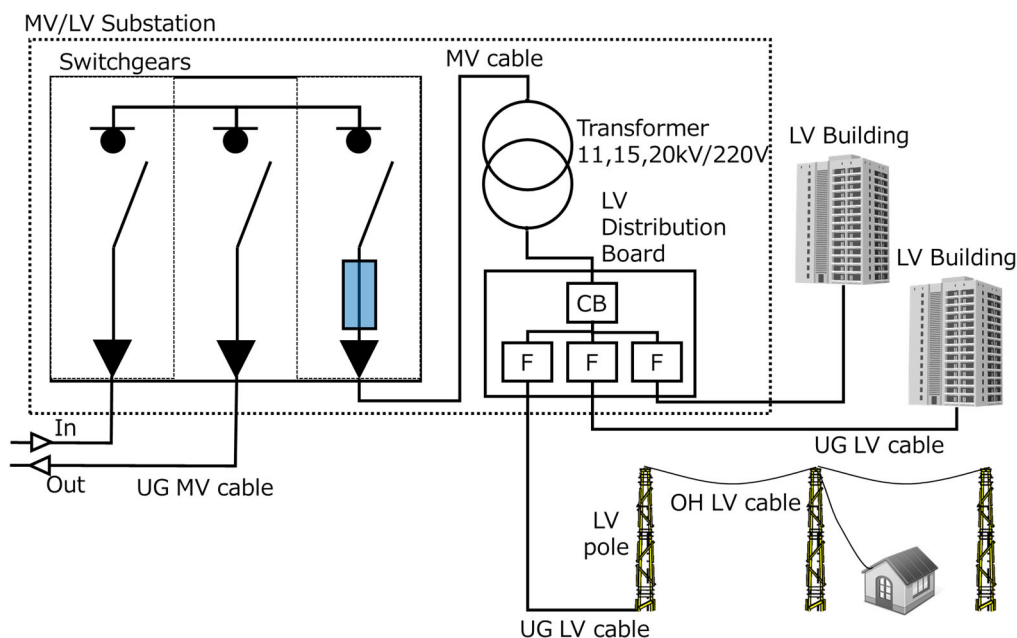 MV/LV Substation
Switchgears
MV cable
Transformer
11,15,20kV/220V
LV Building
LV
Distribution
Board
LV Building
CB
F
F
F
In
Out
UG MV cable
UG LV cable
OH LV cable
LV
pole
UG LV cable